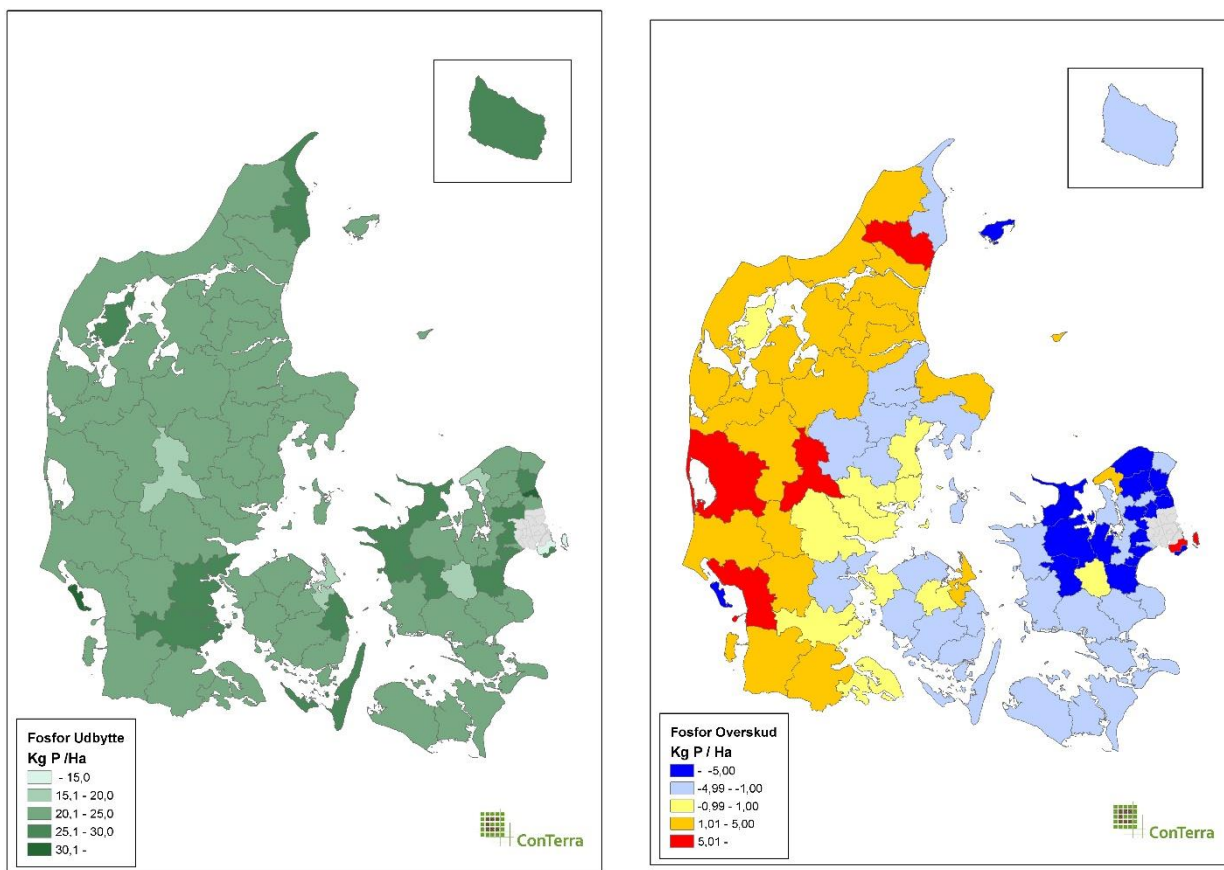 Fosfor Udbytte
Kg P /Ha
- 15,0
15,1 - 20,0
20,1 - 25,0
25,1 - 30,0
30,1 -
ConTerra
Fosfor Overskud
Kg P / Ha
- -5,00
-4,99 - -1,00
-0,99 - 1,00
1,01 - 5,00
5,01 -
ConTerra